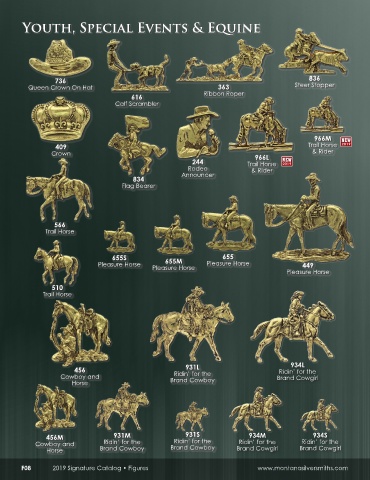 Youth, Special Events & Equine
736
Queen Crown On Hat
616
Calf Scrambler
363
Ribbon Roper
836
Steer Stopper
409
Crown
834
Flag Bearer
244
Rodeo
Announcer
966L
Trail Horse
& Rider
NEW
2019
966M
Trail Horse
& Rider
NEW
2019
566
Trail Horse
655S
Pleasure Horse
655M
Pleasure Horse
655
Pleasure Horse
449
Pleasure Horse
510
Trail Horse
456
Cowboy and
Horse
931L
Ridin' for the
Brand Cowboy
934L
Ridin' for the
Brand Cowgirl
456M
Cowboy and
Horse
931M
Ridin' for the
Brand Cowboy
931S
Ridin' for the
Brand Cowboy
934M
Ridin' for the
Brand Cowgirl
934S
Ridin' for the
Brand Cowgirl
F08 2019 Signature Catalog • Figures www.montanasilversmiths.com